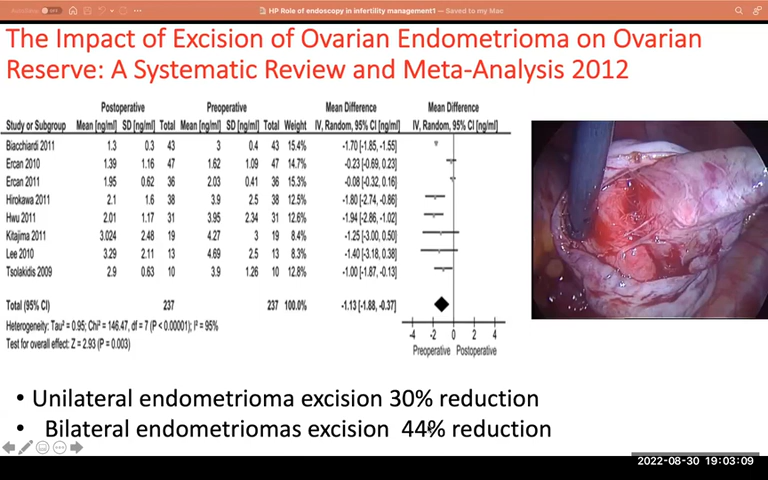 AutoSave OFF
HP Role of endoscopy in infertility management1 — Saved to my Mac
The Impact of Excision of Ovarian Endometrioma on Ovarian
Reserve: A Systematic Review and Meta-Analysis 2012
Postoperative Preoperative Mean Difference Mean Difference
Study or Subgroup Mean [ng/ml] SD [ng/ml] Total Mean [ng/ml] SD [ng/ml] Total Weight IV, Random, 95% CI [ng/ml] IV, Random, 95% CI [ng/ml]
Biacchiardi 2011 1.3 0.3 43 3 0.4 43 15.4% -1.70 [-1.85, -1.55]
Ercan 2010 1.39 1.16 47 1.62 1.09 47 14.7% -0.23 [-0.69, 0.23]
Ercan 2011 1.95 0.62 36 2.03 0.41 36 15.3% -0.08 [-0.32, 0.16]
Hirokawa 2011 2.1 1.6 38 3.9 2.5 38 12.4% -1.80 [-2.74, -0.86]
Hwu 2011 2.01 1.17 31 3.95 2.34 31 12.6% -1.94 [-2.86, -1.02]
Kitajima 2011 3.024 2.48 19 4.27 3 19 8.4% -1.25 [-3.00, 0.50]
Lee 2010 3.29 2.11 13 4.69 2.5 13 8.3% -1.40 [-3.18, 0.38]
Tsolakidis 2009 2.9 0.63 10 3.9 1.26 10 12.8% -1.00 [-1.87, -0.13]
Total (95% CI) 237 237 100.0% -1.13 [-1.88, -0.37]
Heterogeneity: Tau² = 0.95; Chi² = 146.47, df = 7 (P < 0.00001); I² = 95%
Test for overall effect: Z = 2.93 (P = 0.003)
-4 -2 0 2 4
Preoperative Postoperative
• Unilateral endometrioma excision 30% reduction
• Bilateral endometriomas excision 44% reduction
2022-08-30 19:03:09